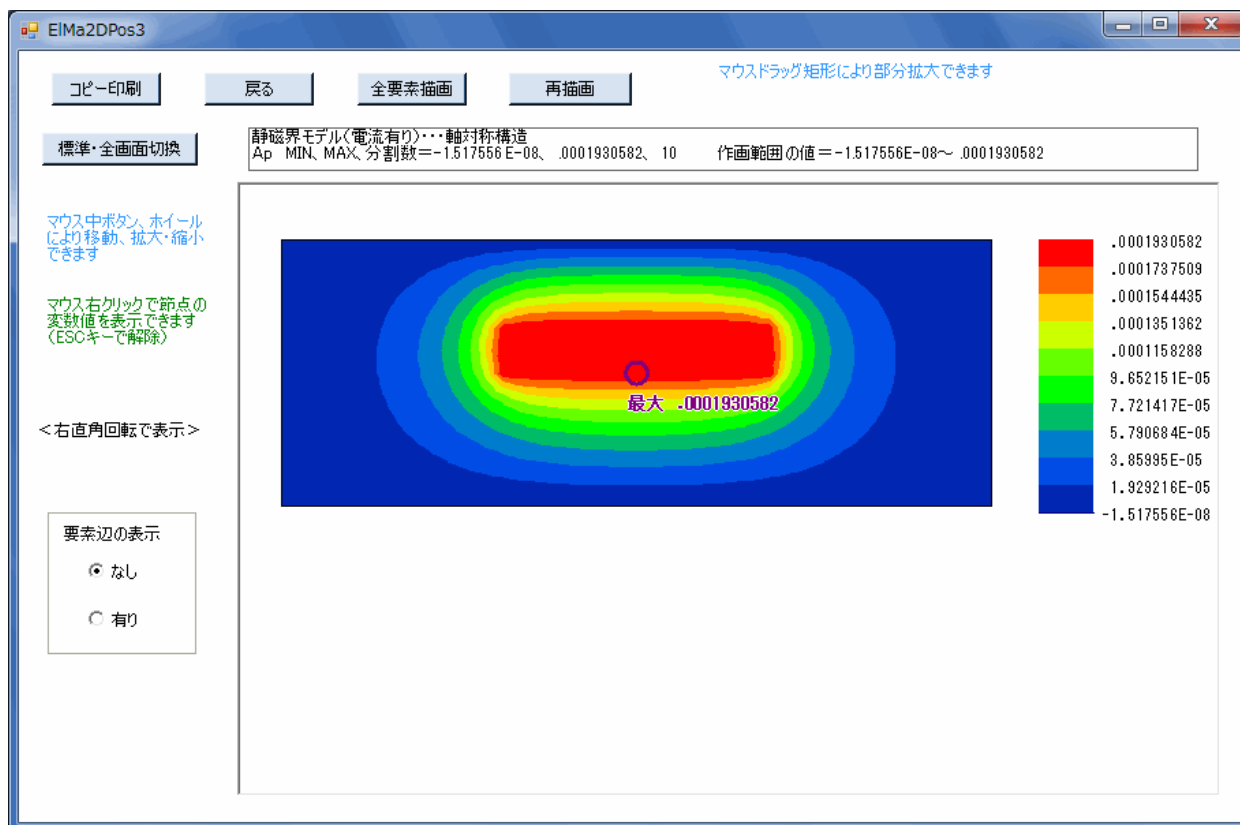 ElMa2DPos3
コピー印刷
戻る
全要素描画
再描画
マウスドラッグ矩形により部分拡大できます
標準・全画面切換
静磁界モデル(電流有り)・・・軸対称構造
Ap MIN、MAX、分割数=-1.517556E-08、 .0001930582、 10 作画範囲の値=-1.517556E-08~ .0001930582
マウス中ボタン、ホイール
により移動、拡大・縮小
できます
マウス右クリックで節点の
変数値を表示できます
(ESCキーで解除)
<右直角回転で表示>
要素辺の表示
なし
有り
最大 .0001930582
.0001930582
.0001737509
.0001544435
.0001351362
.0001158288
9.652151E-05
7.721417E-05
5.790684E-05
3.85995E-05
1.929216E-05
-1.517556E-08